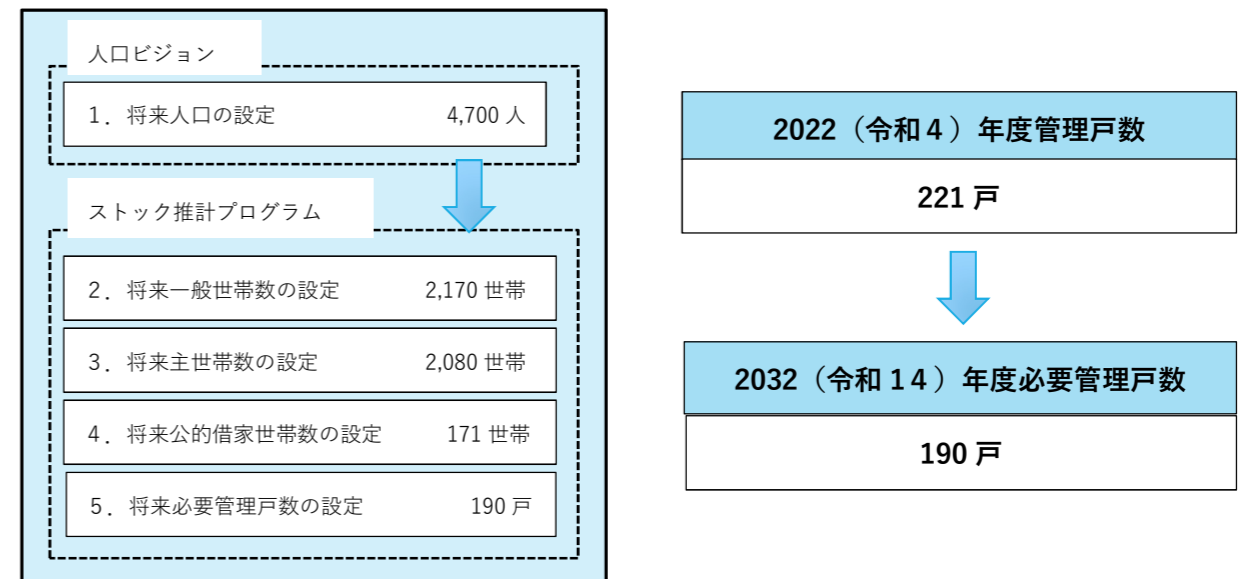 人口ビジョン
1．将来人口の設定 4,700 人
ストック推計プログラム
2．将来一般世帯数の設定 2,170 世帯
3．将来主世帯数の設定 2,080 世帯
4．将来公的借家世帯数の設定 171 世帯
5．将来必要管理戸数の設定 190 戸
2022（令和４）年度管理戸数
221 戸
2032（令和１４）年度必要管理戸数
190 戸